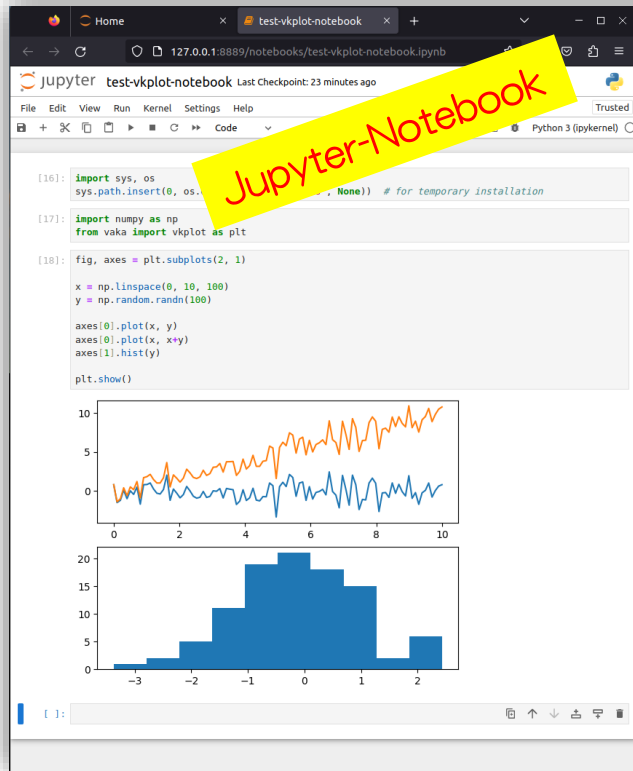 Home
test-vkplot-notebook
127.0.0.1:8889/notebooks/test-vkplot-notebook.ipynb
jupyter test-vkplot-notebook Last Checkpoint: 23 minutes ago
File Edit View Run Kernel Settings Help
Trusted
Code
Python 3 (ipykernel)
Jupyter-Notebook
[16]: import sys, os
sys.path.insert(0, os. , None)) # for temporary installation
[17]: import numpy as np
from vaka import vkplot as plt
[18]: fig, axes = plt.subplots(2, 1)
x = np.linspace(0, 10, 100)
y = np.random.randn(100)
axes[0].plot(x, y)
axes[0].plot(x, x+y)
axes[1].hist(y)
plt.show()
10
5
0
0 2 4 6 8 10
20
15
10
5
0
−3 −2 −1 0 1 2
[ ]: